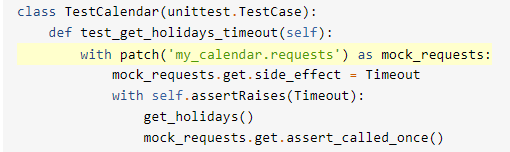 class TestCalendar(unittest.TestCase):
    def test_get_holidays_timeout(self):
        with patch('my_calendar.requests') as mock_requests:
            mock_requests.get.side_effect = Timeout
            with self.assertRaises(Timeout):
                get_holidays()
                mock_requests.get.assert_called_once()